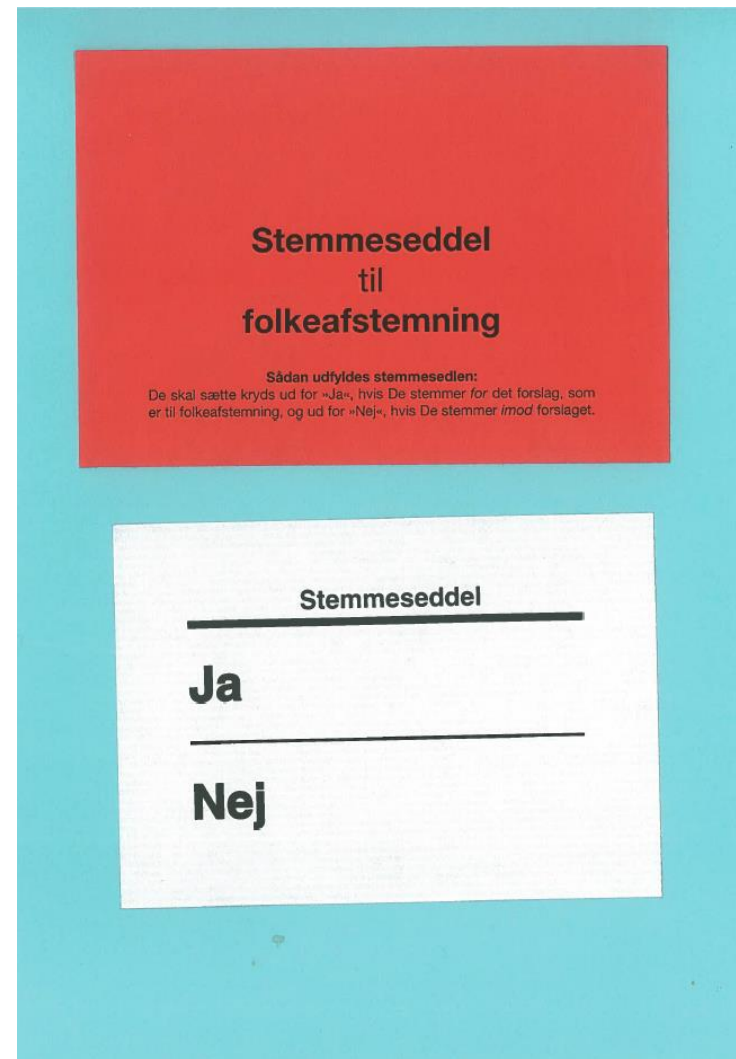 Stemmeseddel
til
folkeafstemning
Sådan udfyldes stemmesedlen:
De skal sætte kryds ud for »Ja«, hvis De stemmer for det forslag, som
er til folkeafstemning, og ud for »Nej«, hvis De stemmer imod forslaget.
Stemmeseddel
Ja
Nej